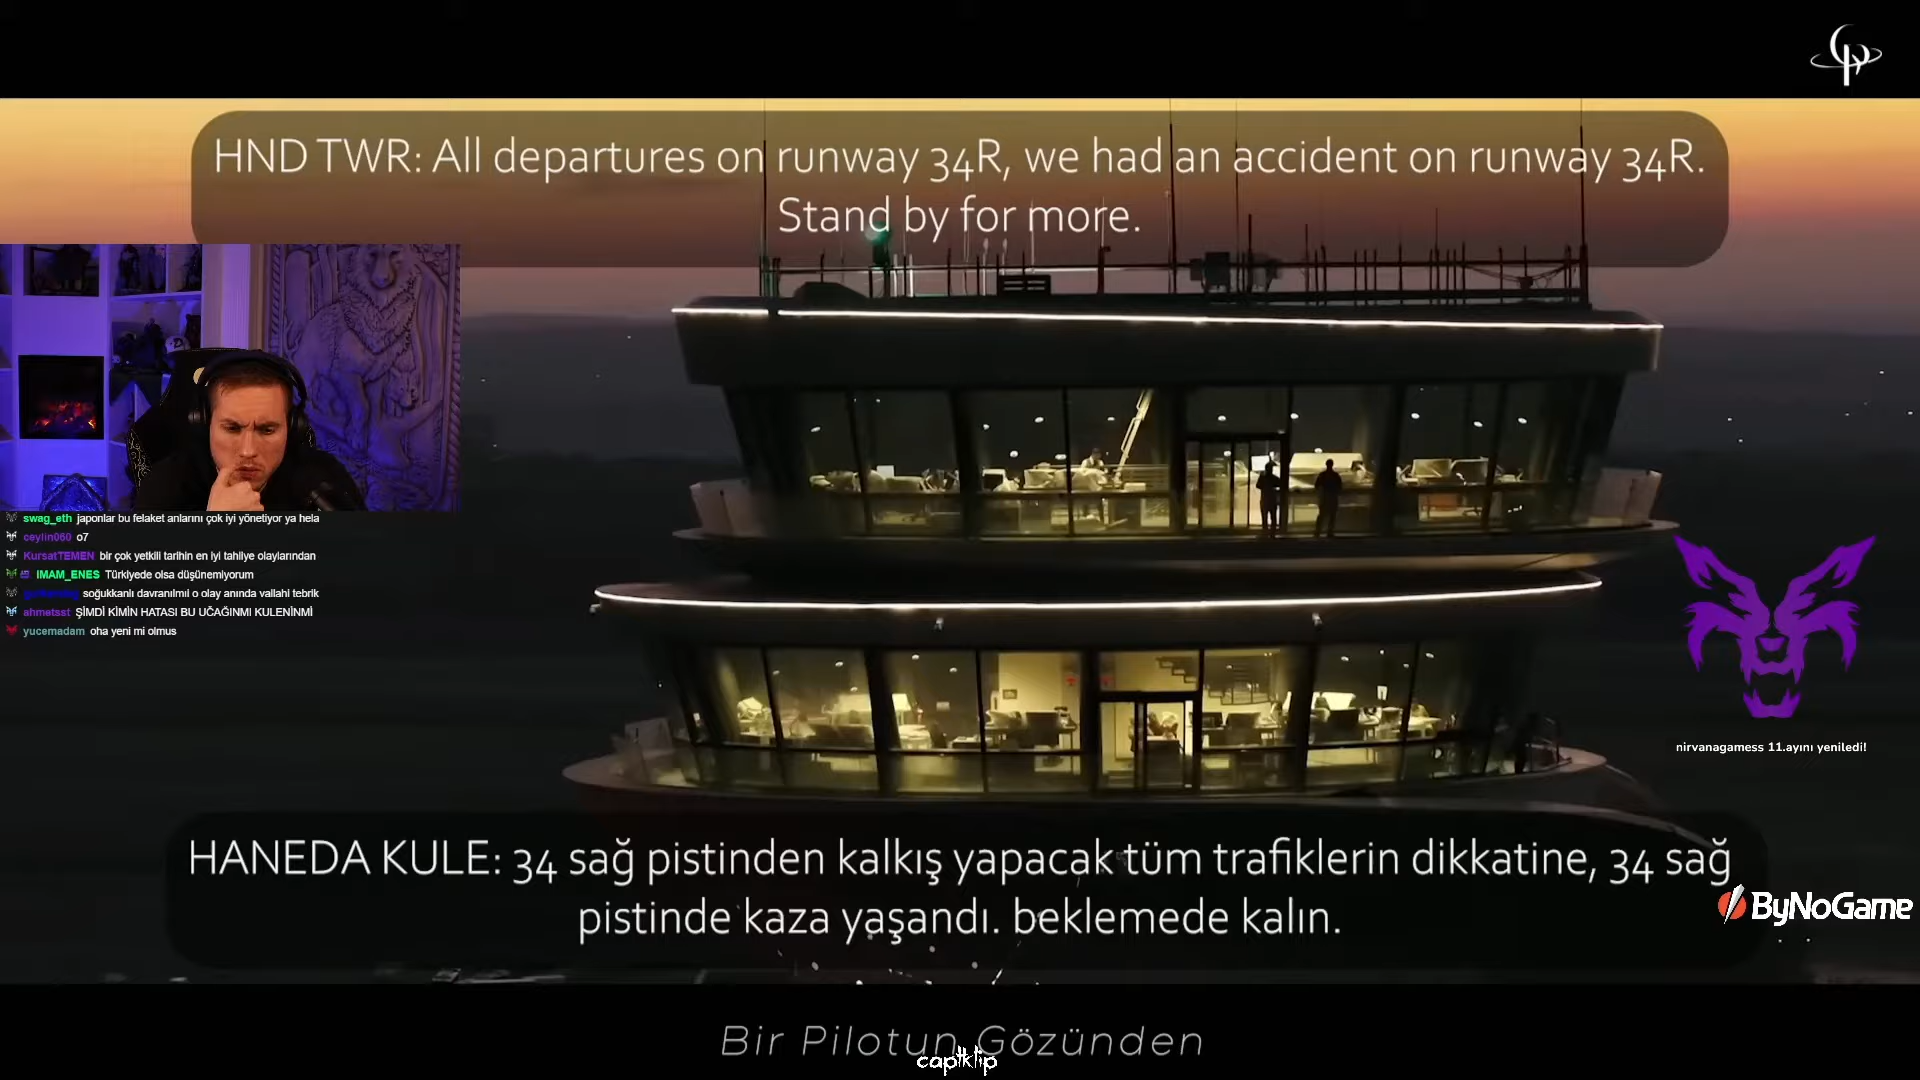 HND TWR: All departures on runway 34R, we had an accident on runway 34R.
Stand by for more.
swag_eth japonlar bu felaket anlarını çok iyi yönetiyor ya hela
ceylin060 o7
KursatTEMEN bir çok yetkili tarihin en iyi tahliye olaylarından
IMAM_ENES Türkiyede olsa düşünemiyorum
soğukkanlı davranılmıl o olay anında vallahi tebrik
ahmetsst ŞİMDİ KİMİN HATASI BU UÇAĞINMI KULENİNMİ
yucemadam oha yeni mi olmus
nirvanagamess 11.ayını yeniledi!
HANEDA KULE: 34 sağ pistinden kalkış yapacak tüm trafiklerin dikkatine, 34 sağ
pistinde kaza yaşandı. beklemede kalın.
ByNoGame
Bir Pilotun Gözünden
captklip